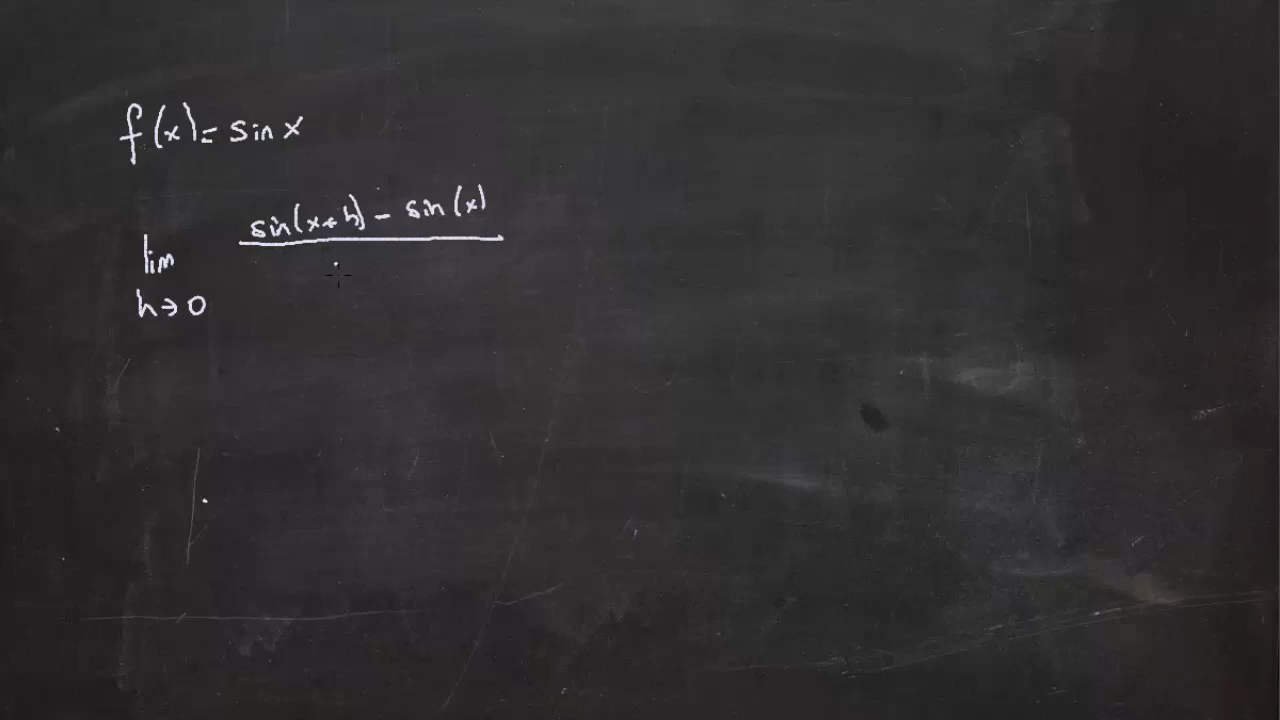 f(x) = sin x
sin(x+h) - sin(x)
lim
h→0